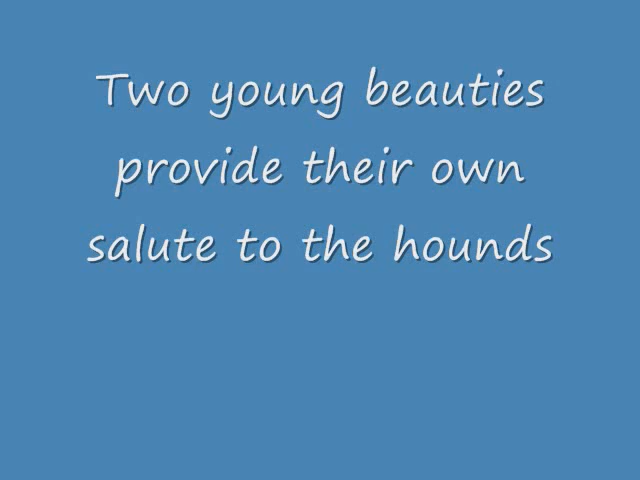 Two young beauties
provide their own
salute to the hounds